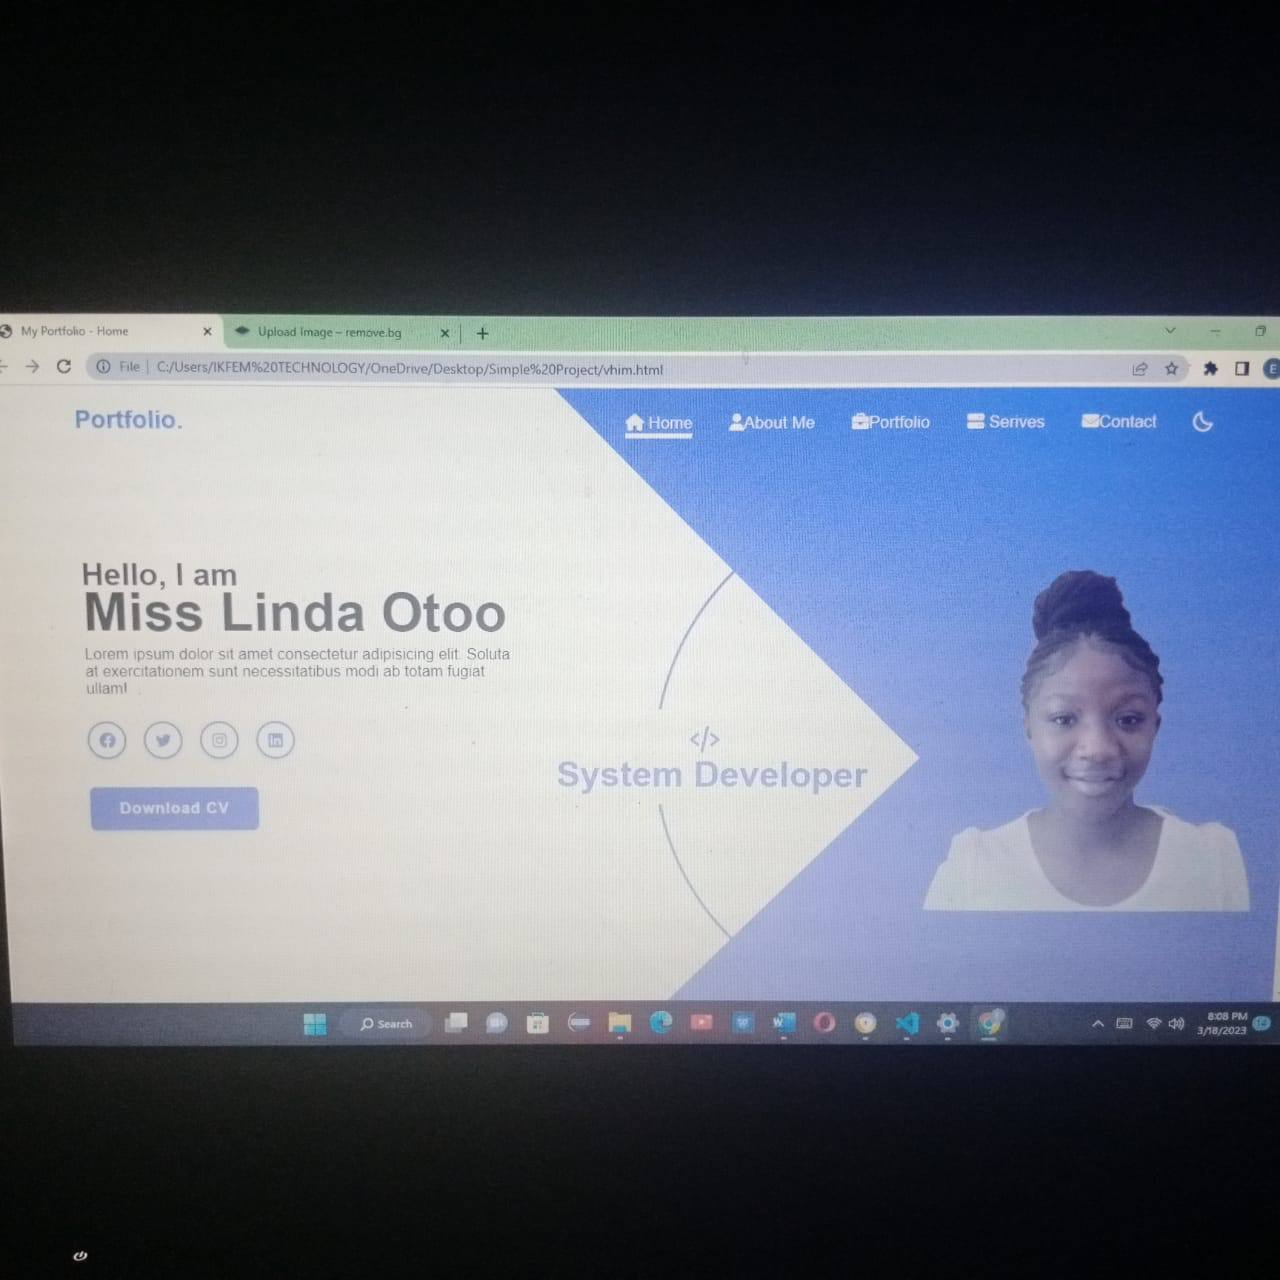 My Portfolio - Home
Upload Image – remove.bg
File
C:/Users/IKFEM%20TECHNOLOGY/OneDrive/Desktop/Simple%20Project/vhim.html
E
Portfolio.
Home
About Me
Portfolio
Serives
Contact
Hello, I am
Miss Linda Otoo
Lorem ipsum dolor sit amet consectetur adipisicing elit. Soluta
at exercitationem sunt necessitatibus modi ab totam fugiat
ullam!
</>
System Developer
Download CV
Search
8:08 PM
3/18/2023